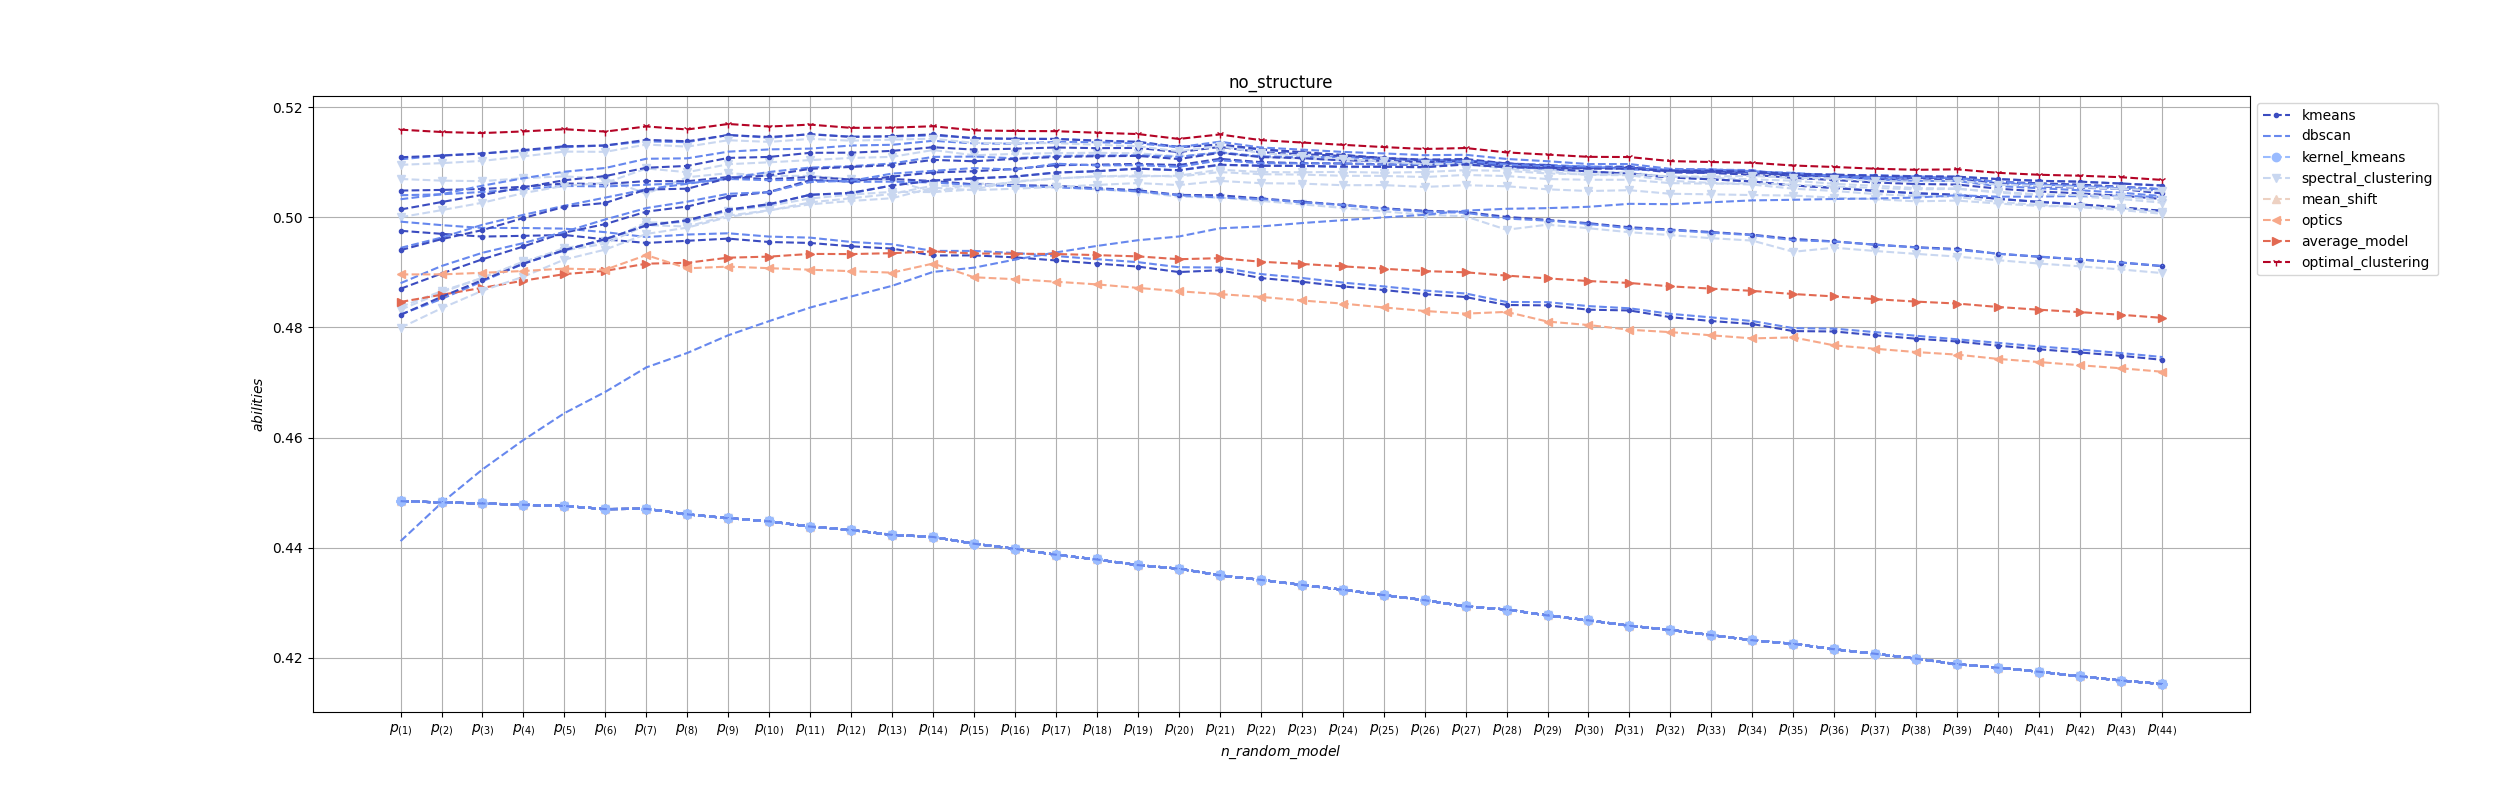 no_structure
0.52
0.50
0.48
0.46
0.44
0.42
abilities
p(1) p(2) p(3) p(4) p(5) p(6) p(7) p(8) p(9) p(10) p(11) p(12) p(13) p(14) p(15) p(16) p(17) p(18) p(19) p(20) p(21) p(22) p(23) p(24) p(25) p(26) p(27) p(28) p(29) p(30) p(31) p(32) p(33) p(34) p(35) p(36) p(37) p(38) p(39) p(40) p(41) p(42) p(43) p(44)
n_random_model
kmeans
dbscan
kernel_kmeans
spectral_clustering
mean_shift
optics
average_model
optimal_clustering